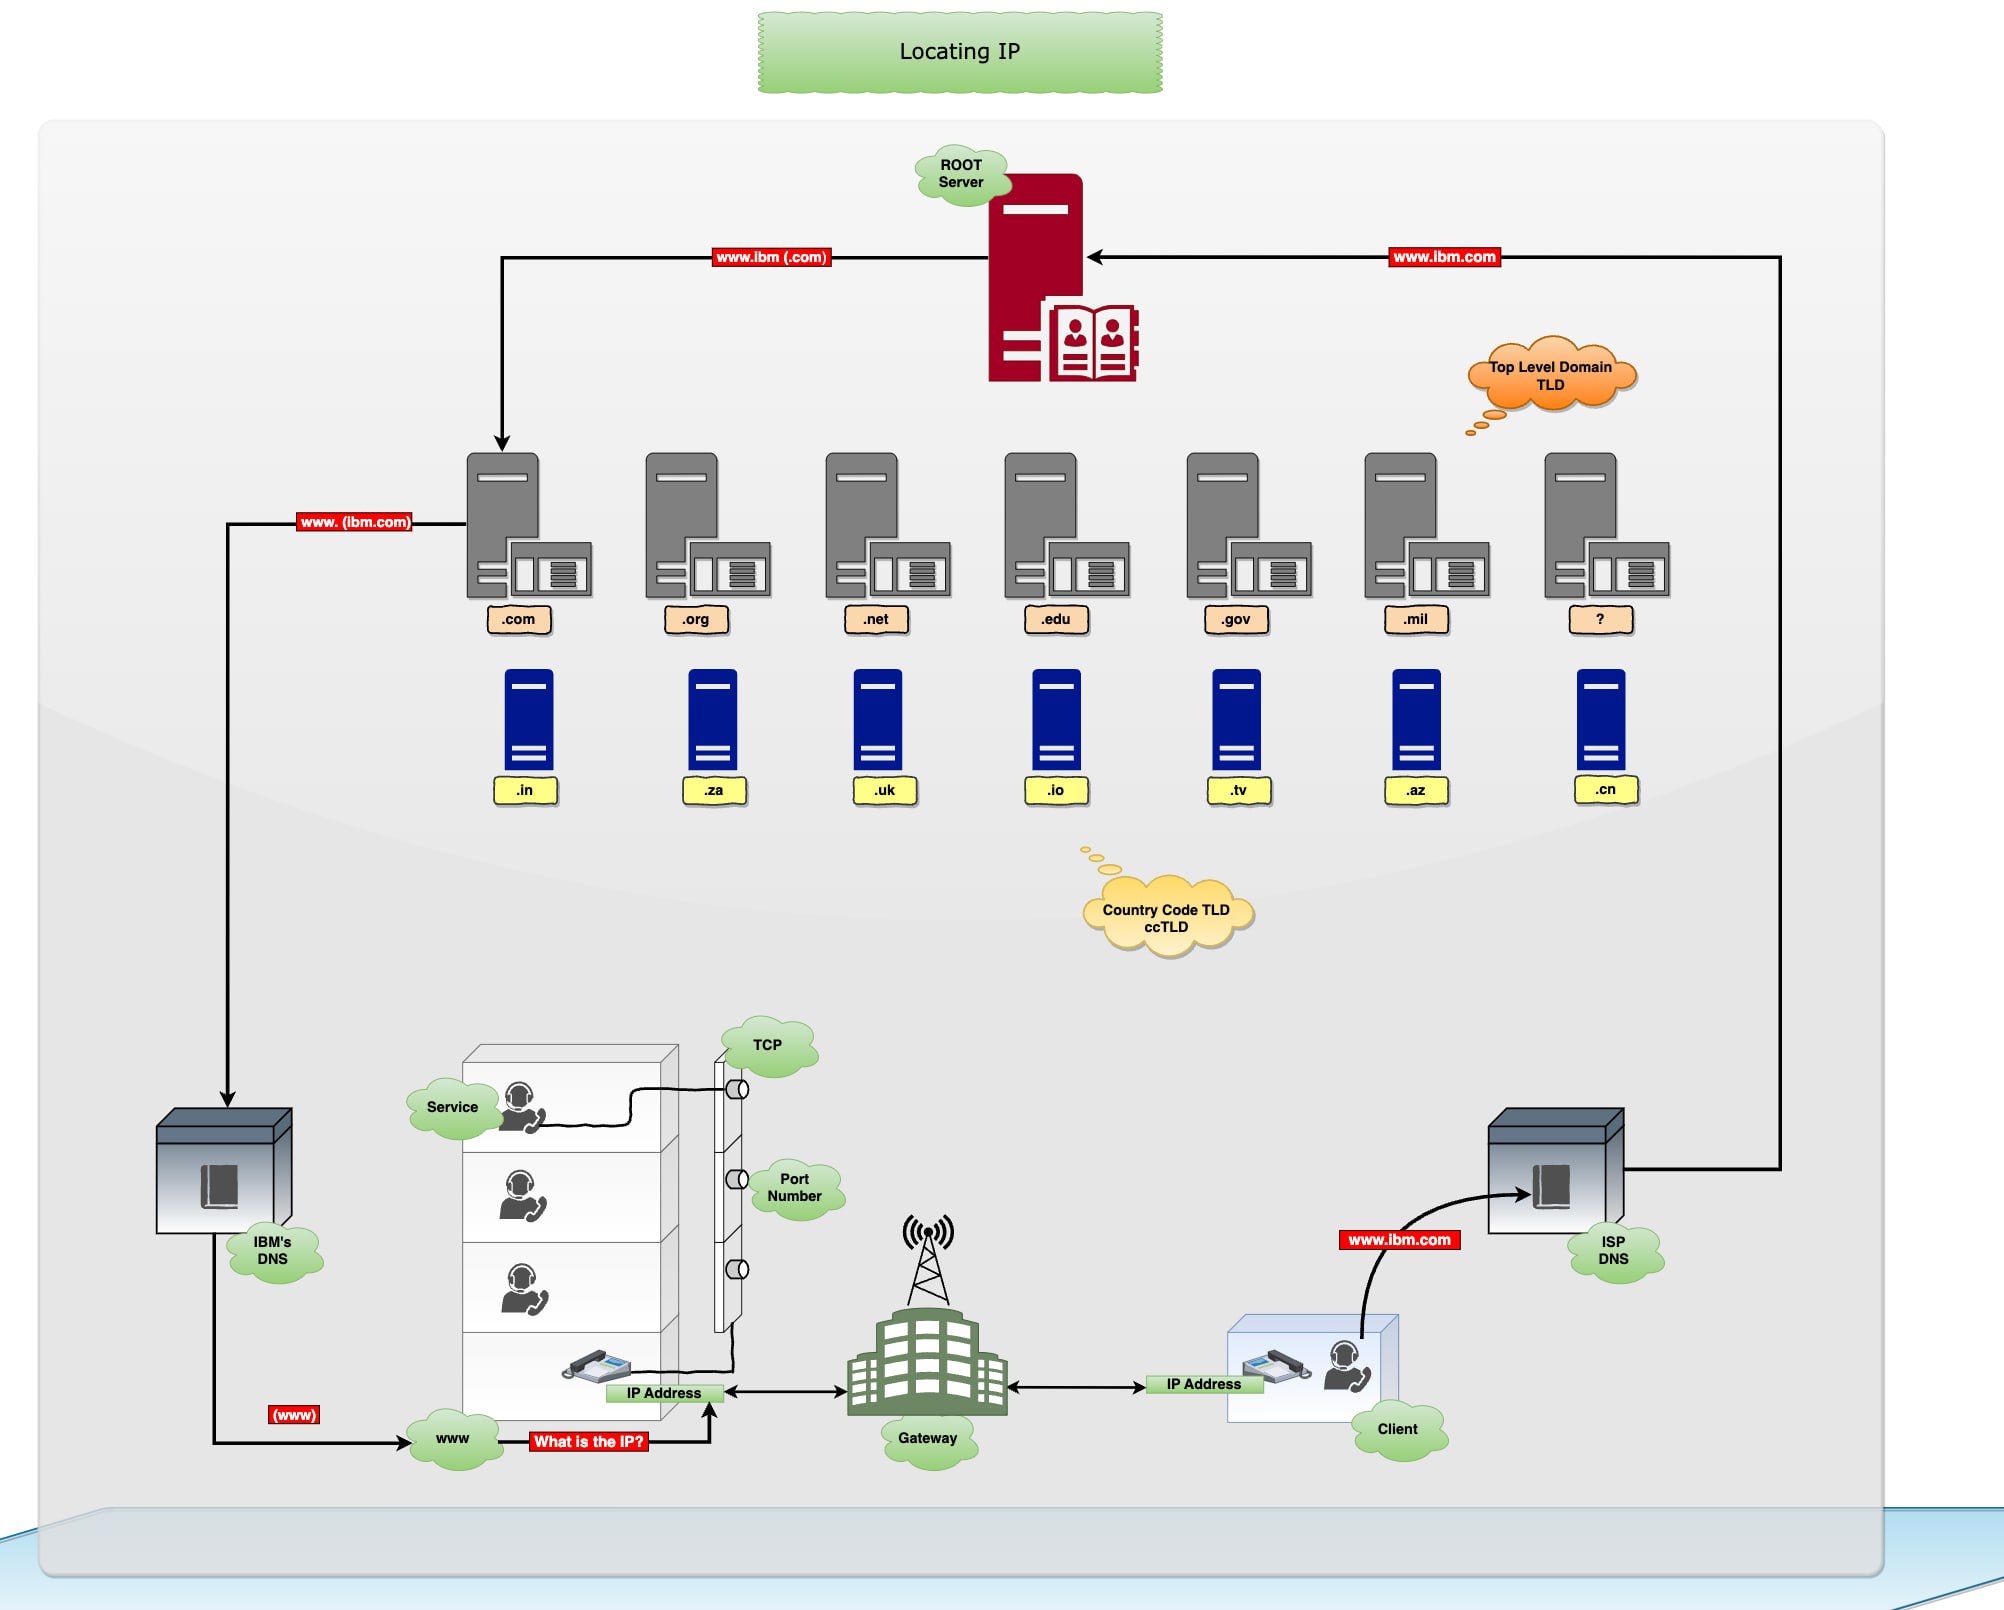 Locating IP
ROOT
Server
www.ibm (.com)
www.ibm.com
Top Level Domain
TLD
www. (ibm.com)
.com
.org
.net
.edu
.gov
.mil
?
.in
.za
.uk
.io
.tv
.az
.cn
Country Code TLD
ccTLD
TCP
Service
Port
Number
IBM's
DNS
www.ibm.com
ISP
DNS
IP Address
IP Address
(www)
www
What is the IP?
Gateway
Client